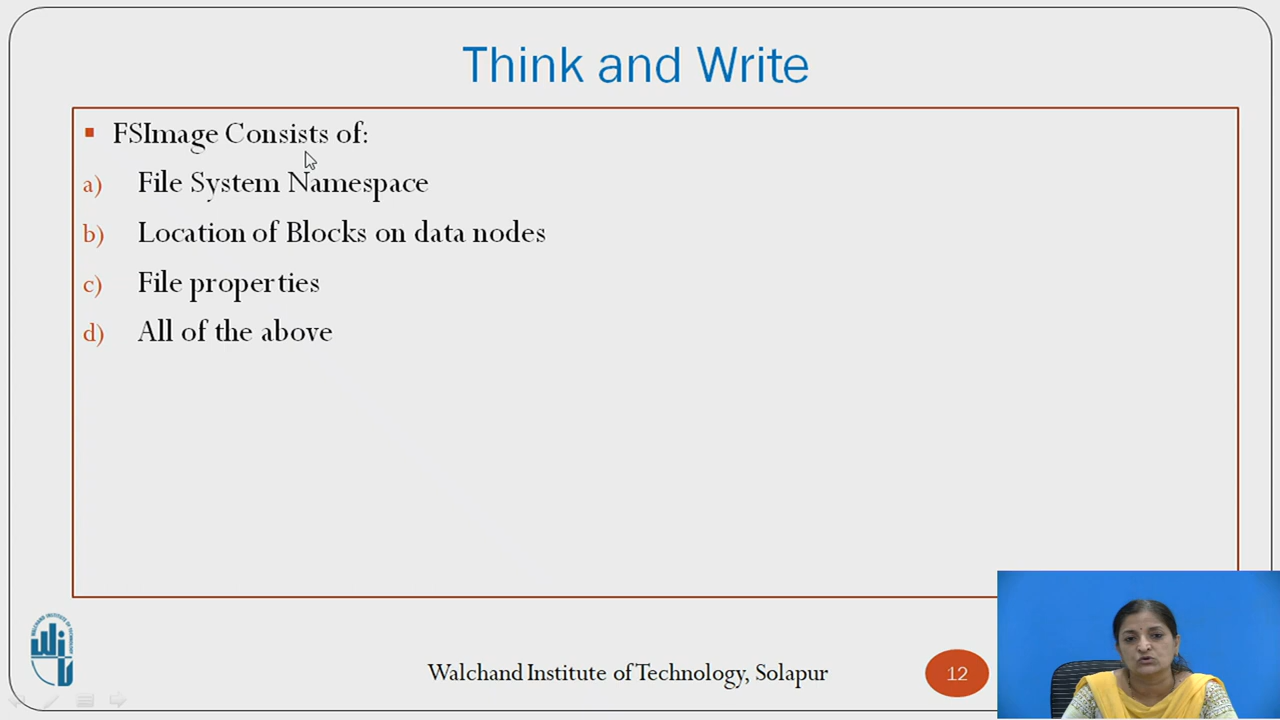 Think and Write
▪ FSImage Consists of:
a) File System Namespace
b) Location of Blocks on data nodes
c) File properties
d) All of the above
Walchand Institute of Technology, Solapur
12